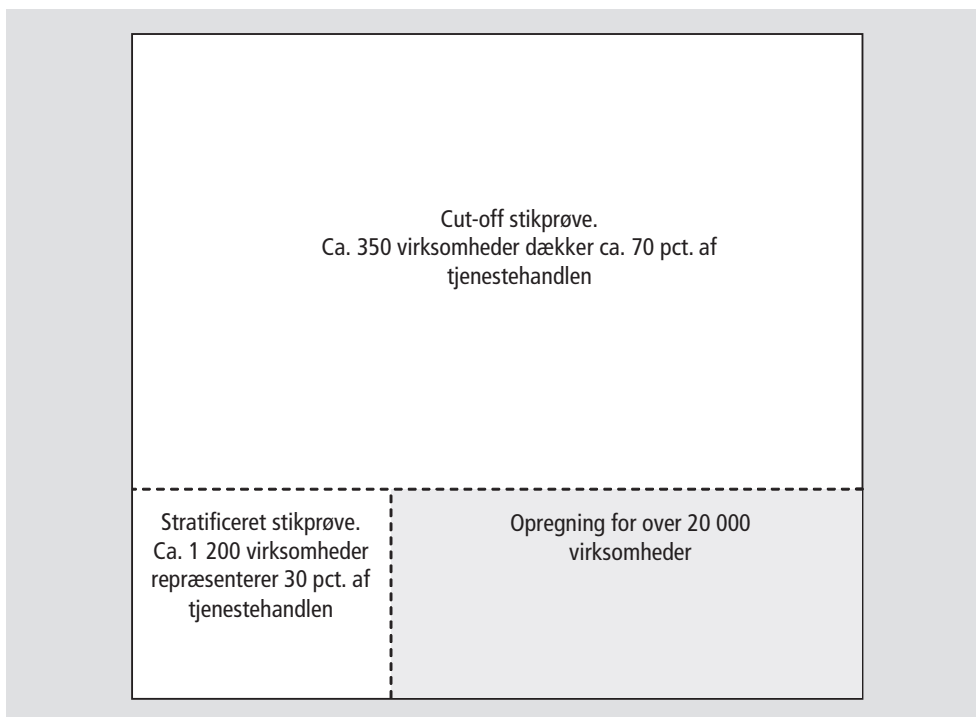 Cut-off stikprøve.
Ca. 350 virksomheder dækker ca. 70 pct. af
tjenestehandlen
Stratificeret stikprøve.
Ca. 1 200 virksomheder
repræsenterer 30 pct. af
tjenestehandlen
Opregning for over 20 000
virksomheder